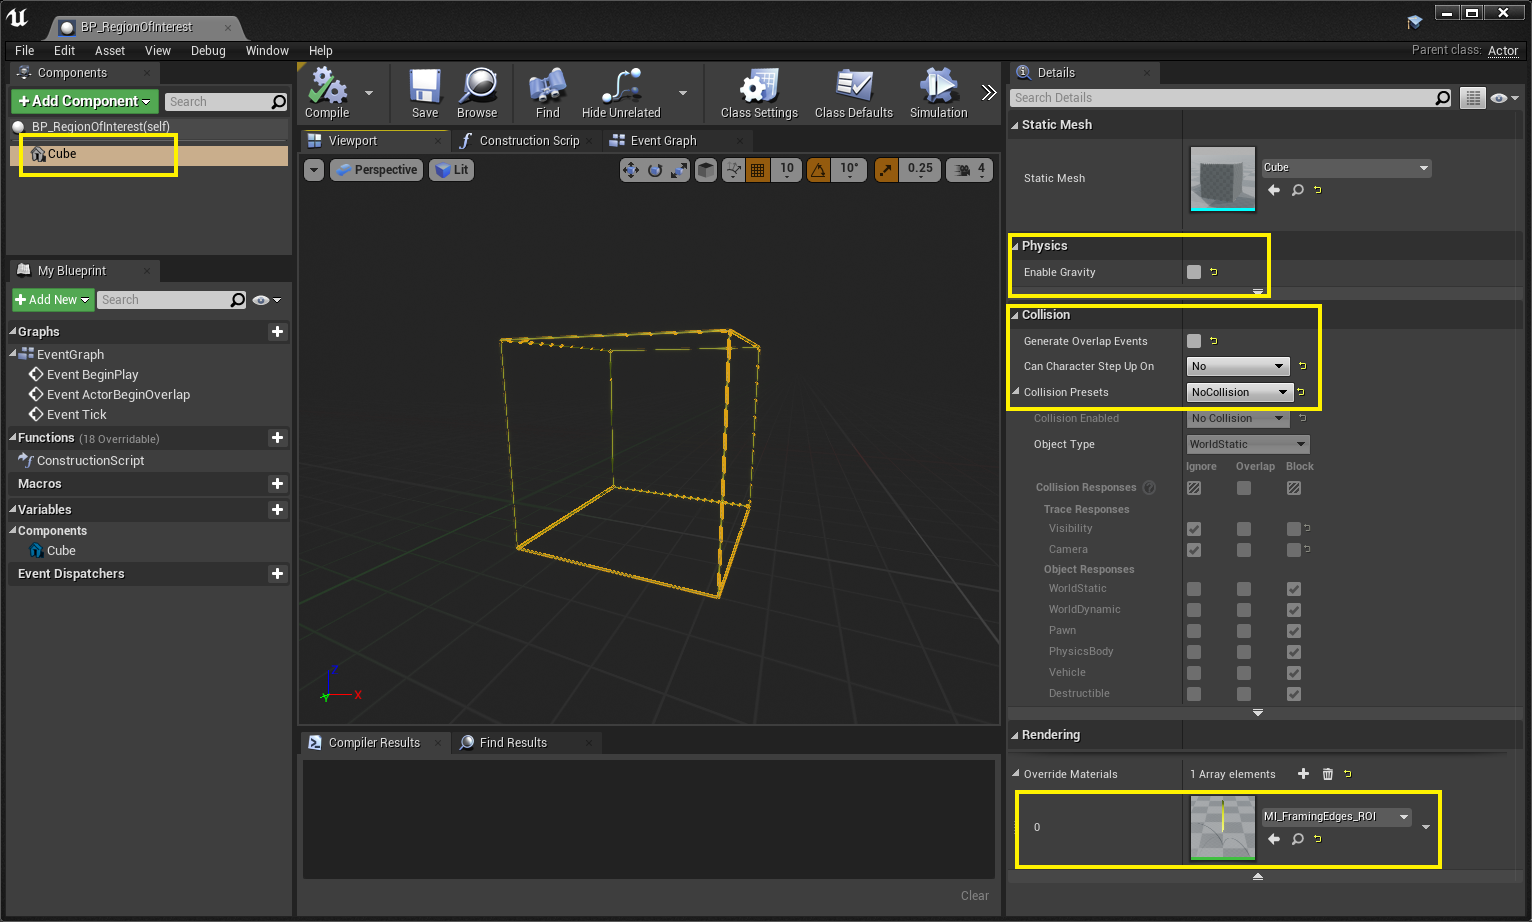 BP_RegionOfInterest
File Edit Asset View Debug Window Help
Parent class: Actor
Components
Add Component
Search
BP_RegionOfInterest(self)
Cube
My Blueprint
Add New
Search
Graphs
EventGraph
Event BeginPlay
Event ActorBeginOverlap
Event Tick
Functions (18 Overridable)
ConstructionScript
Macros
Variables
Components
Cube
Event Dispatchers
Compile Save Browse Find Hide Unrelated Class Settings Class Defaults Simulation
Viewport Construction Scrip Event Graph
Perspective Lit 10 10° 0.25 4
Z
X
Y
Compiler Results Find Results
Clear
Details
Search Details
Static Mesh
Static Mesh Cube
Physics
Enable Gravity
Collision
Generate Overlap Events
Can Character Step Up On No
Collision Presets NoCollision
Collision Enabled No Collision
Object Type WorldStatic
Ignore Overlap Block
Collision Responses ?
Trace Responses
Visibility
Camera
Object Responses
WorldStatic
WorldDynamic
Pawn
PhysicsBody
Vehicle
Destructible
Rendering
Override Materials 1 Array elements
0 MI_FramingEdges_ROI